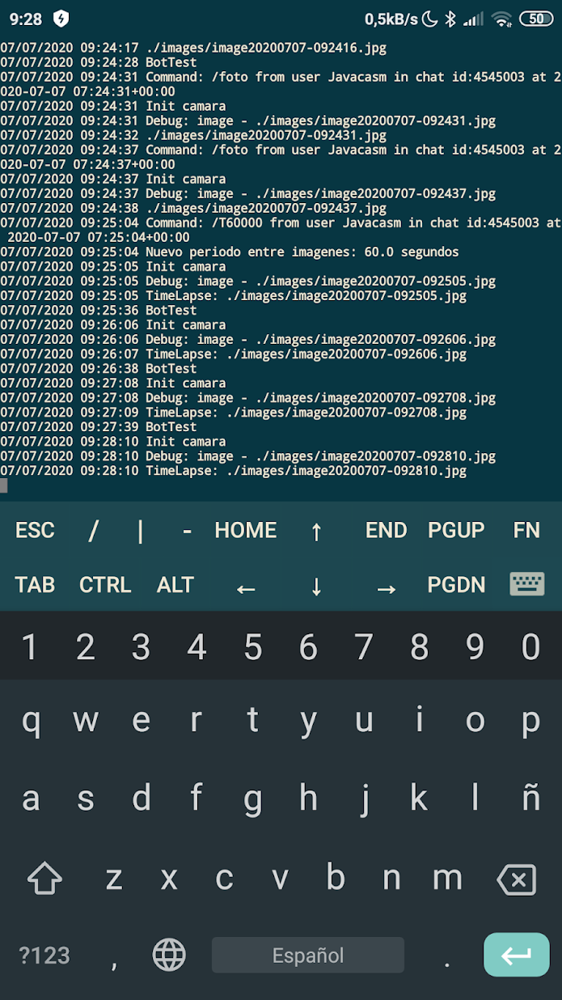 9:28 0,5kB/s 50
07/07/2020 09:24:17 ./images/image20200707-092416.jpg
07/07/2020 09:24:28 BotTest
07/07/2020 09:24:31 Command: /foto from user Javacasm in chat id:4545003 at 2
020-07-07 07:24:31+00:00
07/07/2020 09:24:31 Init camara
07/07/2020 09:24:31 Debug: image - ./images/image20200707-092431.jpg
07/07/2020 09:24:32 ./images/image20200707-092431.jpg
07/07/2020 09:24:37 Command: /foto from user Javacasm in chat id:4545003 at 2
020-07-07 07:24:37+00:00
07/07/2020 09:24:37 Init camara
07/07/2020 09:24:37 Debug: image - ./images/image20200707-092437.jpg
07/07/2020 09:24:38 ./images/image20200707-092437.jpg
07/07/2020 09:25:04 Command: /T60000 from user Javacasm in chat id:4545003 at
 2020-07-07 07:25:04+00:00
07/07/2020 09:25:04 Nuevo periodo entre imagenes: 60.0 segundos
07/07/2020 09:25:05 Init camara
07/07/2020 09:25:05 Debug: image - ./images/image20200707-092505.jpg
07/07/2020 09:25:05 TimeLapse: ./images/image20200707-092505.jpg
07/07/2020 09:25:36 BotTest
07/07/2020 09:26:06 Init camara
07/07/2020 09:26:06 Debug: image - ./images/image20200707-092606.jpg
07/07/2020 09:26:07 TimeLapse: ./images/image20200707-092606.jpg
07/07/2020 09:26:38 BotTest
07/07/2020 09:27:08 Init camara
07/07/2020 09:27:08 Debug: image - ./images/image20200707-092708.jpg
07/07/2020 09:27:09 TimeLapse: ./images/image20200707-092708.jpg
07/07/2020 09:27:39 BotTest
07/07/2020 09:28:10 Init camara
07/07/2020 09:28:10 Debug: image - ./images/image20200707-092810.jpg
07/07/2020 09:28:10 TimeLapse: ./images/image20200707-092810.jpg
ESC / | - HOME ↑ END PGUP FN
TAB CTRL ALT ← ↓ → PGDN
1 2 3 4 5 6 7 8 9 0
q w e r t y u i o p
a s d f g h j k l ñ
z x c v b n m
?123 , Español .